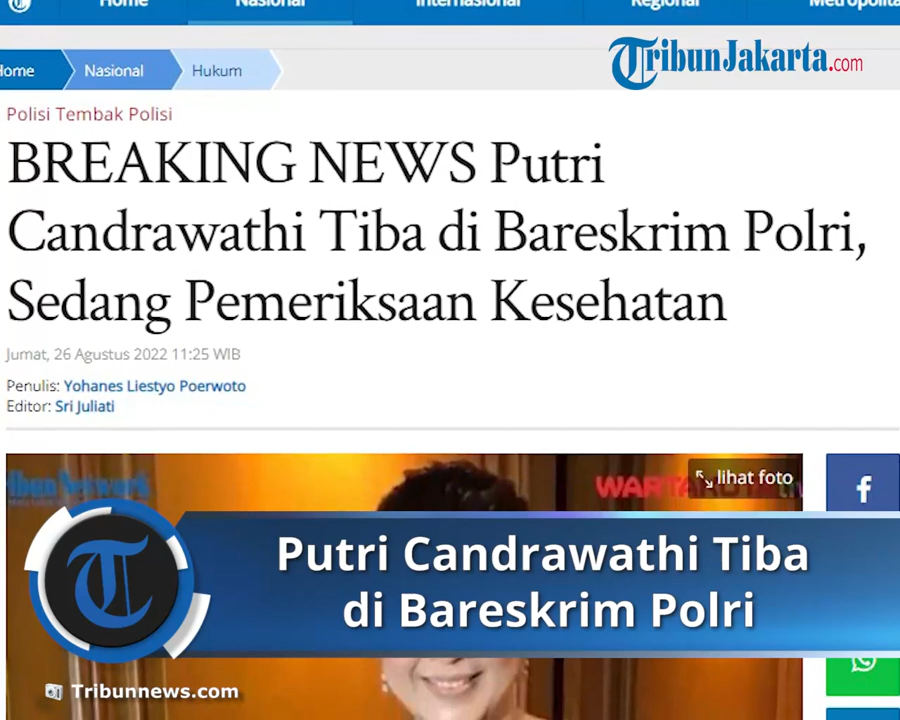 Home
Nasional
Internasional
Regional
Metropolita
Home
Nasional
Hukum
TribunJakarta.com
Polisi Tembak Polisi
BREAKING NEWS Putri
Candrawathi Tiba di Bareskrim Polri,
Sedang Pemeriksaan Kesehatan
Jumat, 26 Agustus 2022 11:25 WIB
Penulis: Yohanes Liestyo Poerwoto
Editor: Sri Juliati
lihat foto
Putri Candrawathi Tiba
di Bareskrim Polri
Tribunnews.com